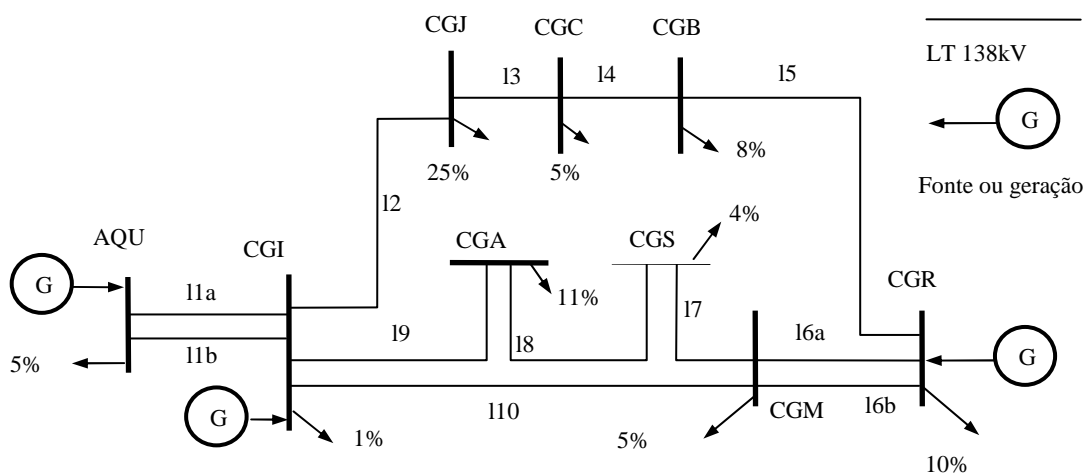 CGJ
CGC
CGB
LT 138kV
l3
l4
l5
G
25%
5%
8%
Fonte ou geração
l2
4%
AQU
CGI
CGA
CGS
CGR
G
l1a
11%
l7
l6a
l9
l8
G
5%
l1b
G
l10
CGM
l6b
1%
5%
10%